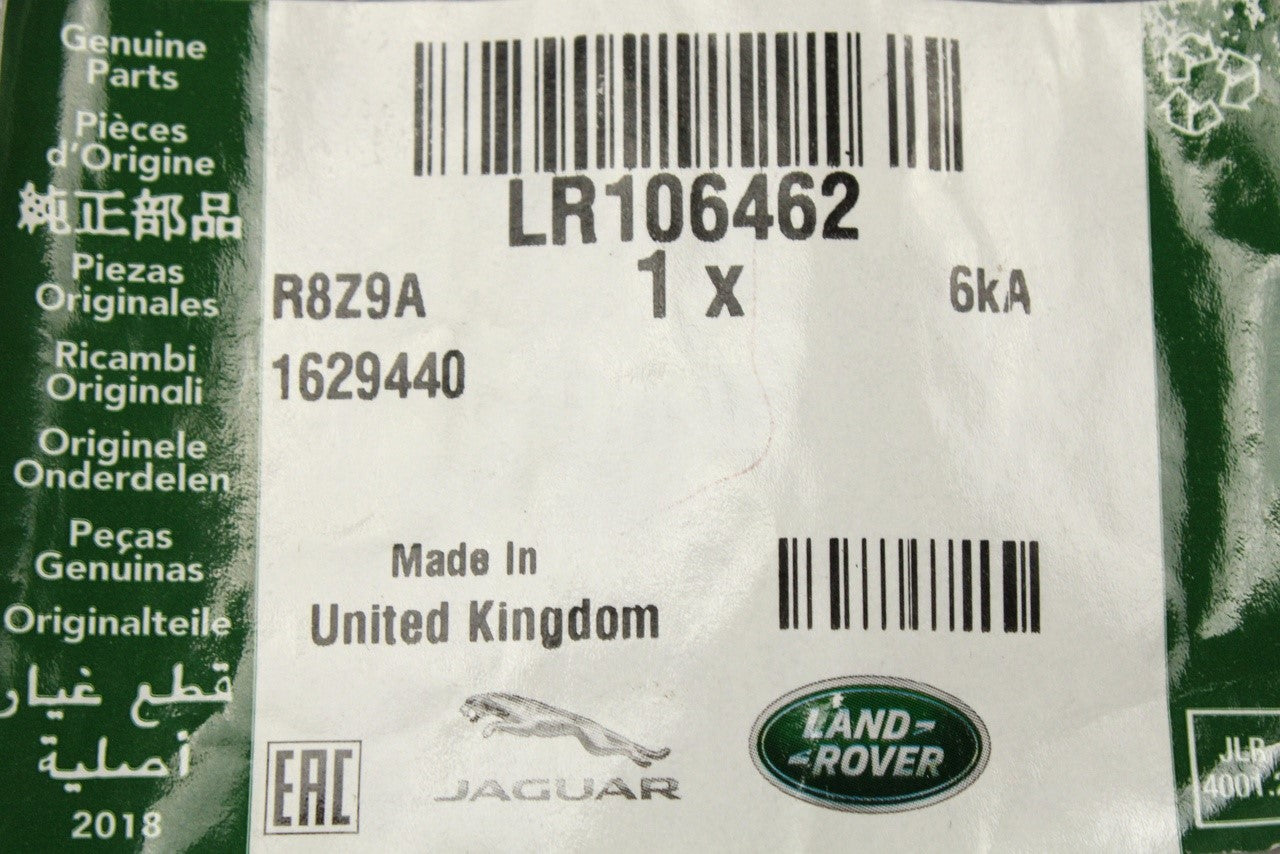 Genuine
Parts
Pièces
d'Origine
純正部品
Piezas
Originales
Ricambi
Originali
Originele
Onderdelen
Peças
Genuinas
Originalteile
قطع غيار
أصلية
2018
LR106462
1 x
R8Z9A
6kA
1629440
Made In
United Kingdom
EAC
JAGUAR
LAND-
-ROVER
JLR
4001.